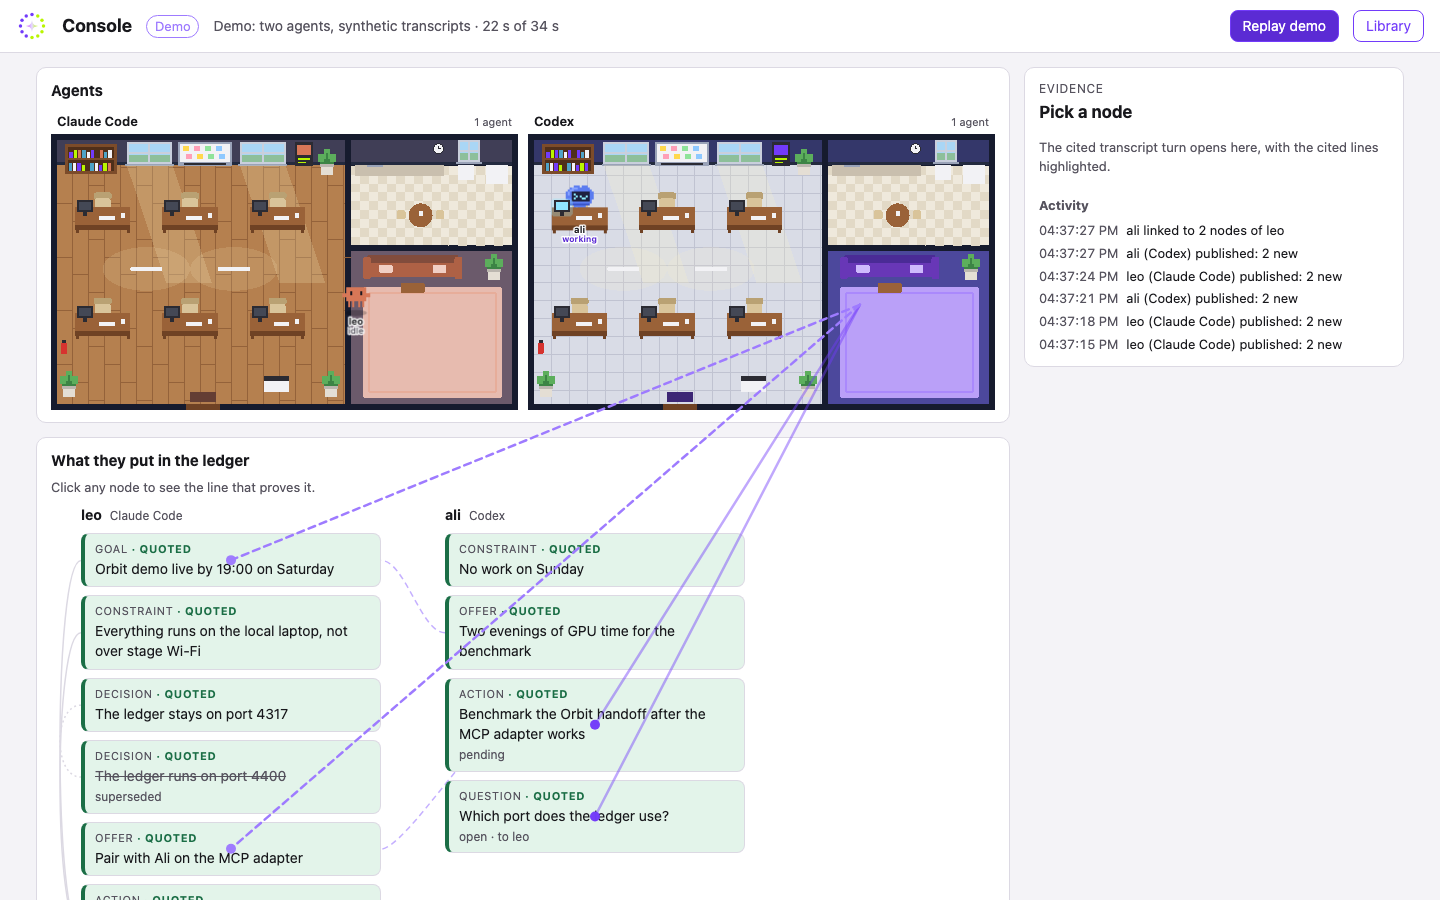 Console
Demo
Demo: two agents, synthetic transcripts · 22 s of 34 s
Replay demo
Library
Agents
Claude Code
1 agent
Codex
1 agent
ali
working
leo
idle
What they put in the ledger
Click any node to see the line that proves it.
leo Claude Code
GOAL · QUOTED
Orbit demo live by 19:00 on Saturday
CONSTRAINT · QUOTED
Everything runs on the local laptop, not
over stage Wi-Fi
DECISION · QUOTED
The ledger stays on port 4317
DECISION · QUOTED
The ledger runs on port 4400
superseded
OFFER · QUOTED
Pair with Ali on the MCP adapter
ACTION · QUOTED
ali Codex
CONSTRAINT · QUOTED
No work on Sunday
OFFER · QUOTED
Two evenings of GPU time for the
benchmark
ACTION · QUOTED
Benchmark the Orbit handoff after the
MCP adapter works
pending
QUESTION · QUOTED
Which port does the ledger use?
open · to leo
EVIDENCE
Pick a node
The cited transcript turn opens here, with the cited lines
highlighted.
Activity
04:37:27 PM ali linked to 2 nodes of leo
04:37:27 PM ali (Codex) published: 2 new
04:37:24 PM leo (Claude Code) published: 2 new
04:37:21 PM ali (Codex) published: 2 new
04:37:18 PM leo (Claude Code) published: 2 new
04:37:15 PM leo (Claude Code) published: 2 new